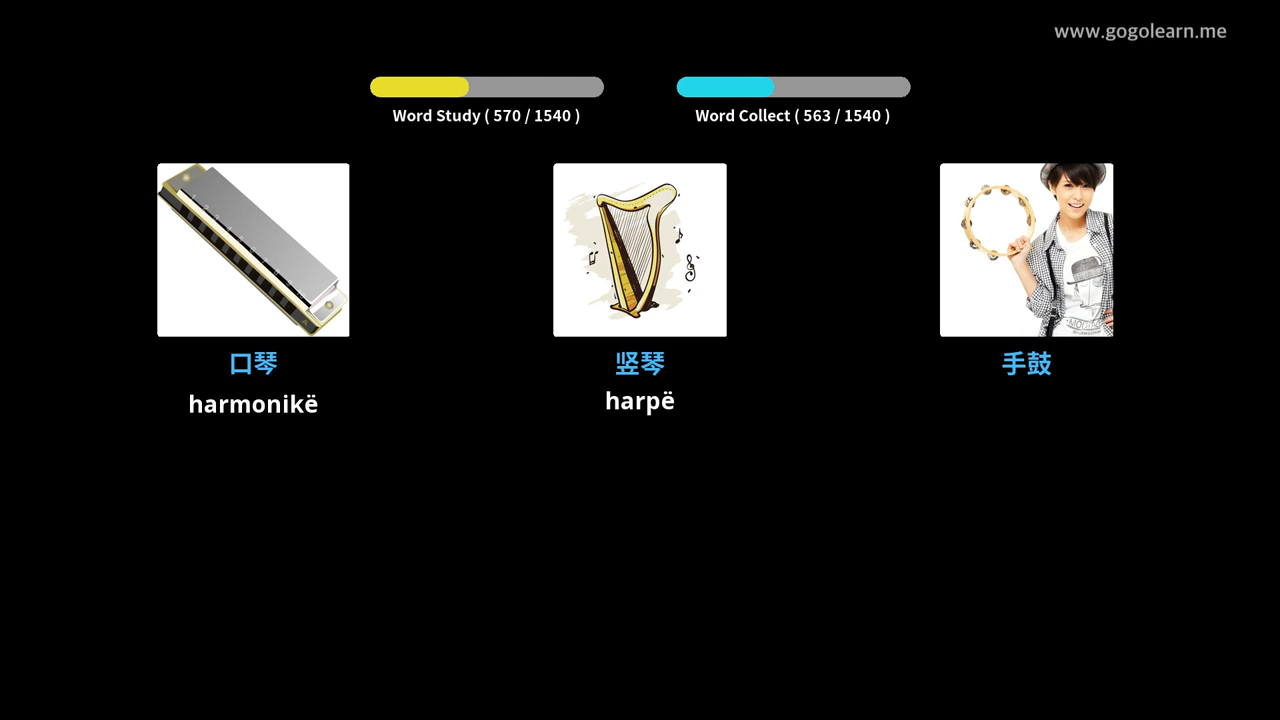 www.gogolearn.me
Word Study ( 570 / 1540 )
Word Collect ( 563 / 1540 )
口琴
竖琴
手鼓
harmonikë
harpë